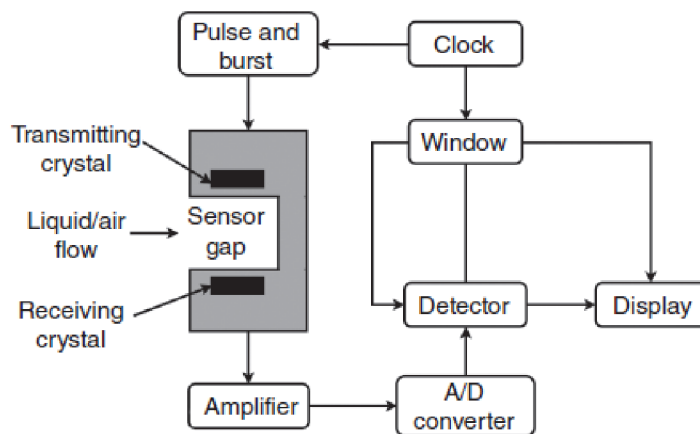 Pulse and
burst
Clock
Transmitting
crystal
Window
Liquid/air
flow
Sensor
gap
Receiving
crystal
Detector
Display
Amplifier
A/D
converter